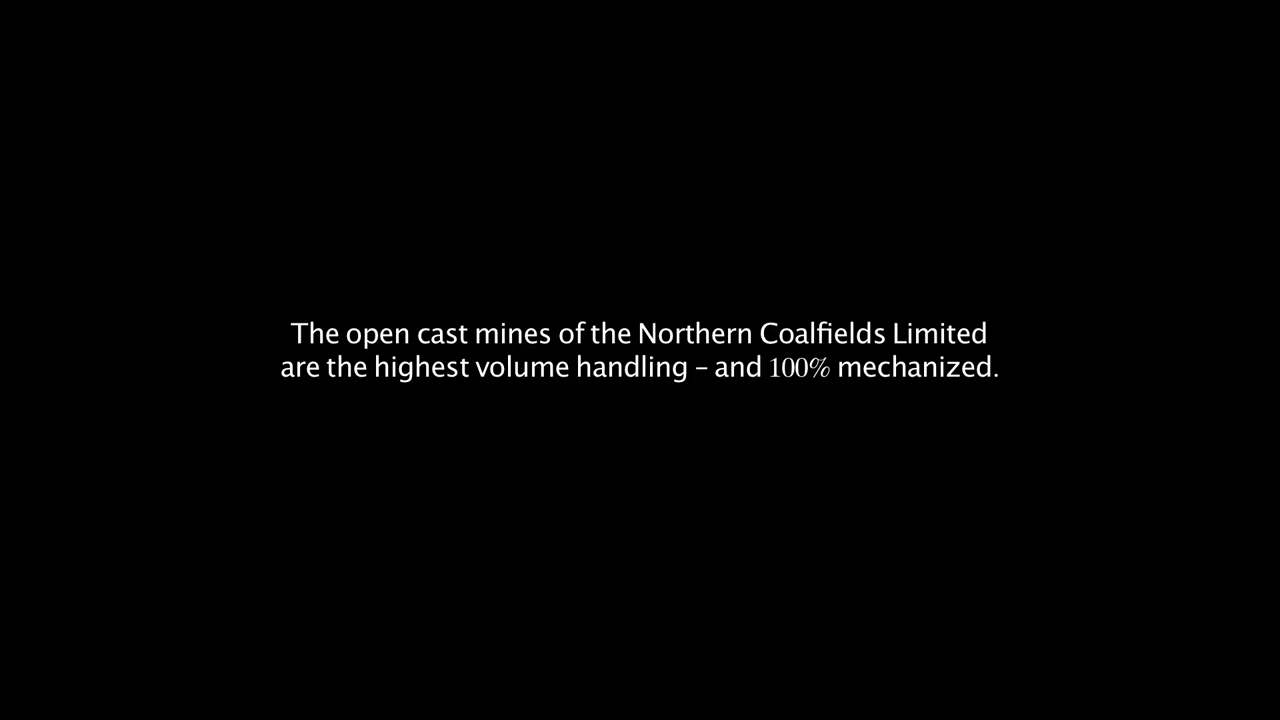 The open cast mines of the Northern Coalfields Limited
are the highest volume handling – and 100% mechanized.